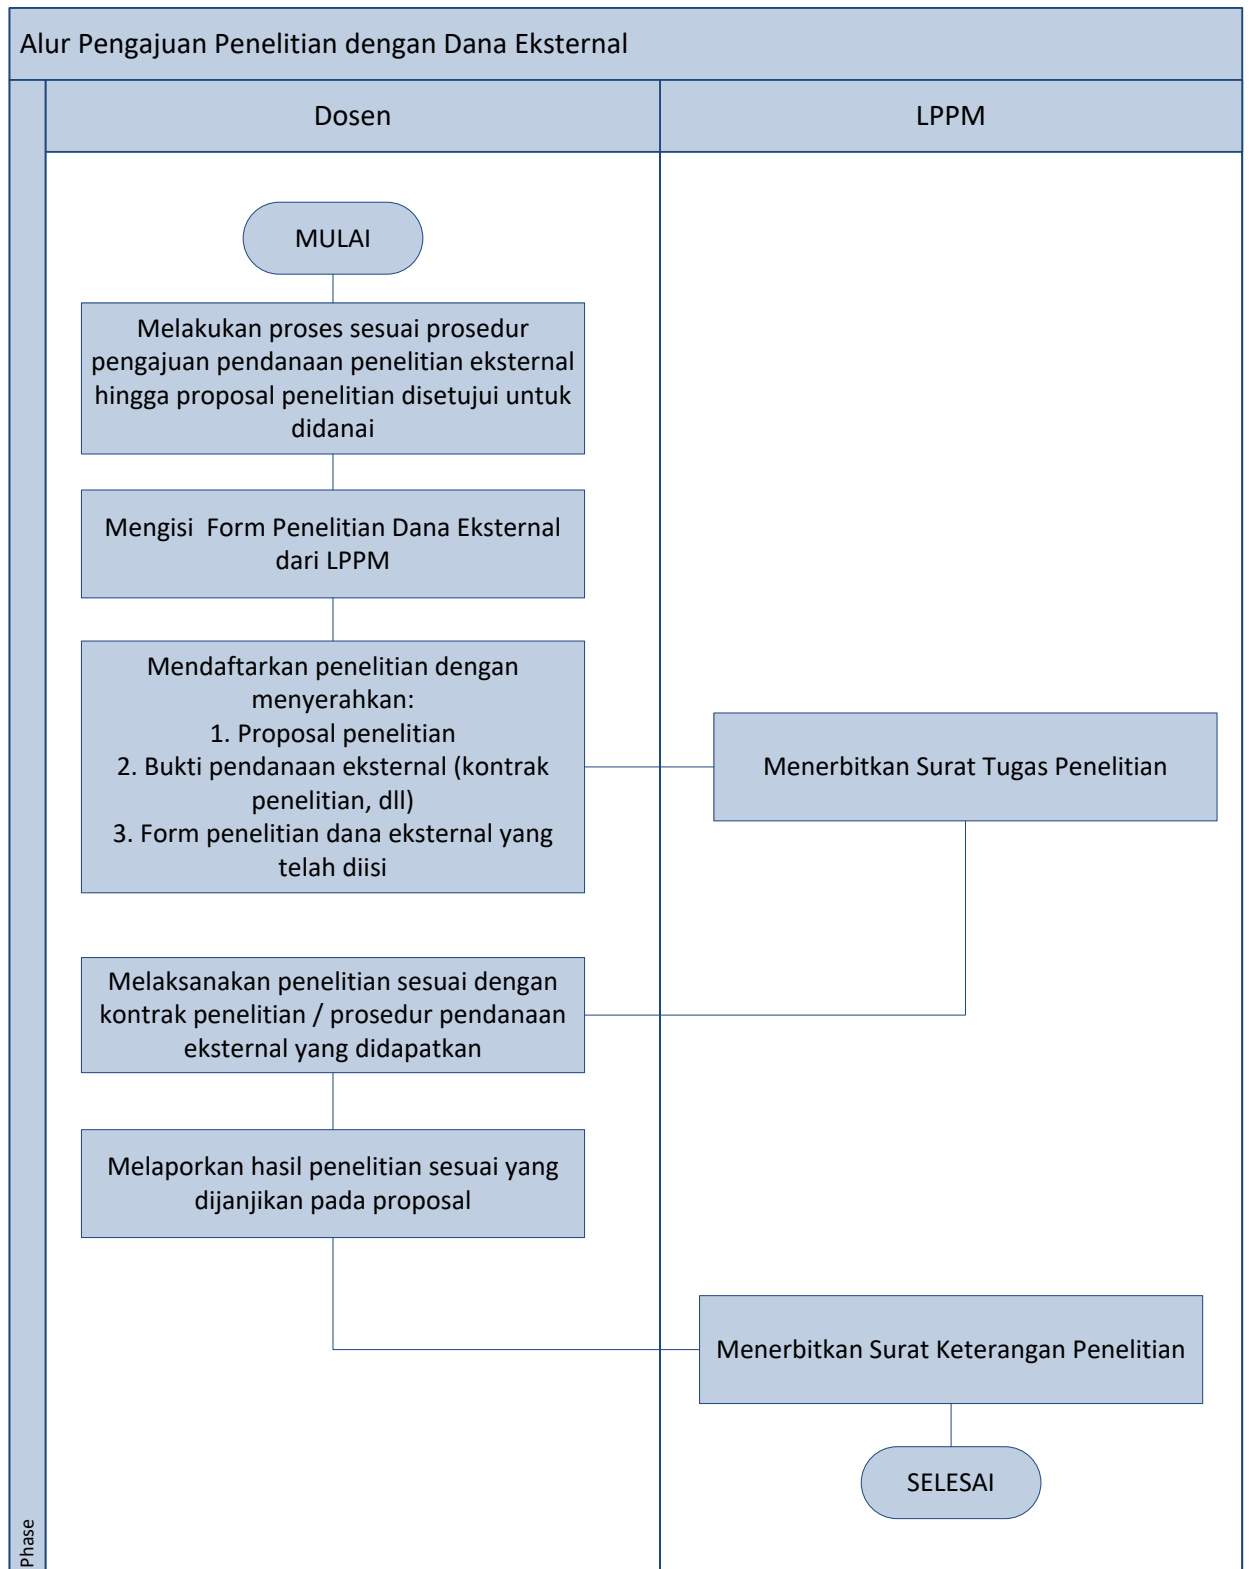 Alur Pengajuan Penelitian dengan Dana Eksternal
Dosen
LPPM
MULAI
Melakukan proses sesuai prosedur
pengajuan pendanaan penelitian eksternal
hingga proposal penelitian disetujui untuk
didanai
Mengisi  Form Penelitian Dana Eksternal
dari LPPM
Mendaftarkan penelitian dengan
menyerahkan:
1. Proposal penelitian
2. Bukti pendanaan eksternal (kontrak
penelitian, dll)
3. Form penelitian dana eksternal yang
telah diisi
Menerbitkan Surat Tugas Penelitian
Melaksanakan penelitian sesuai dengan
kontrak penelitian / prosedur pendanaan
eksternal yang didapatkan
Melaporkan hasil penelitian sesuai yang
dijanjikan pada proposal
Menerbitkan Surat Keterangan Penelitian
SELESAI
Phase